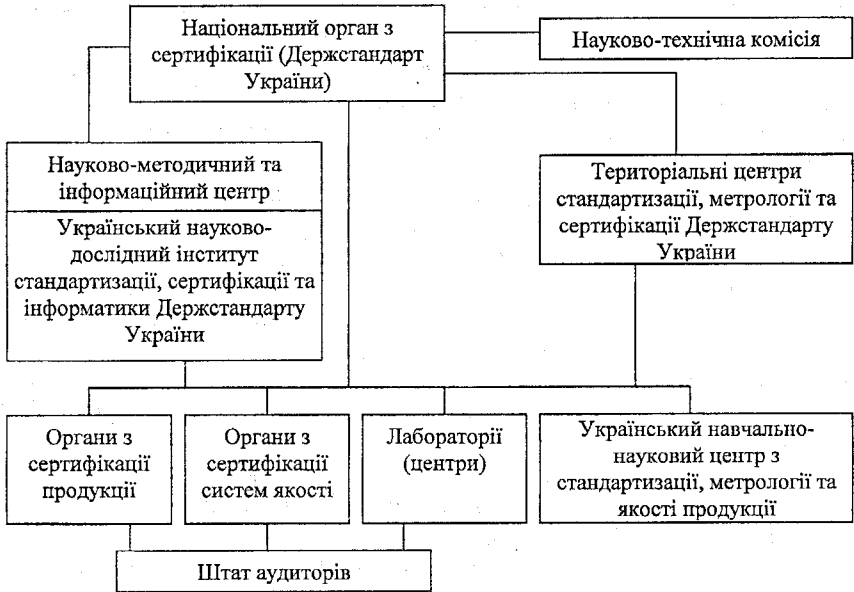 Національний орган з
сертифікації (Держстандарт
України)
Науково-технічна комісія
Науково-методичний та
інформаційний центр
Український науково-
дослідний інститут
стандартизації, сертифікації та
інформатики Держстандарту
України
Територіальні центри
стандартизації, метрології та
сертифікації Держстандарту
України
Органи з
сертифікації
продукції
Органи з
сертифікації
систем якості
Лабораторії
(центри)
Український навчально-
науковий центр з
стандартизації, метрології та
якості продукції
Штат аудиторів